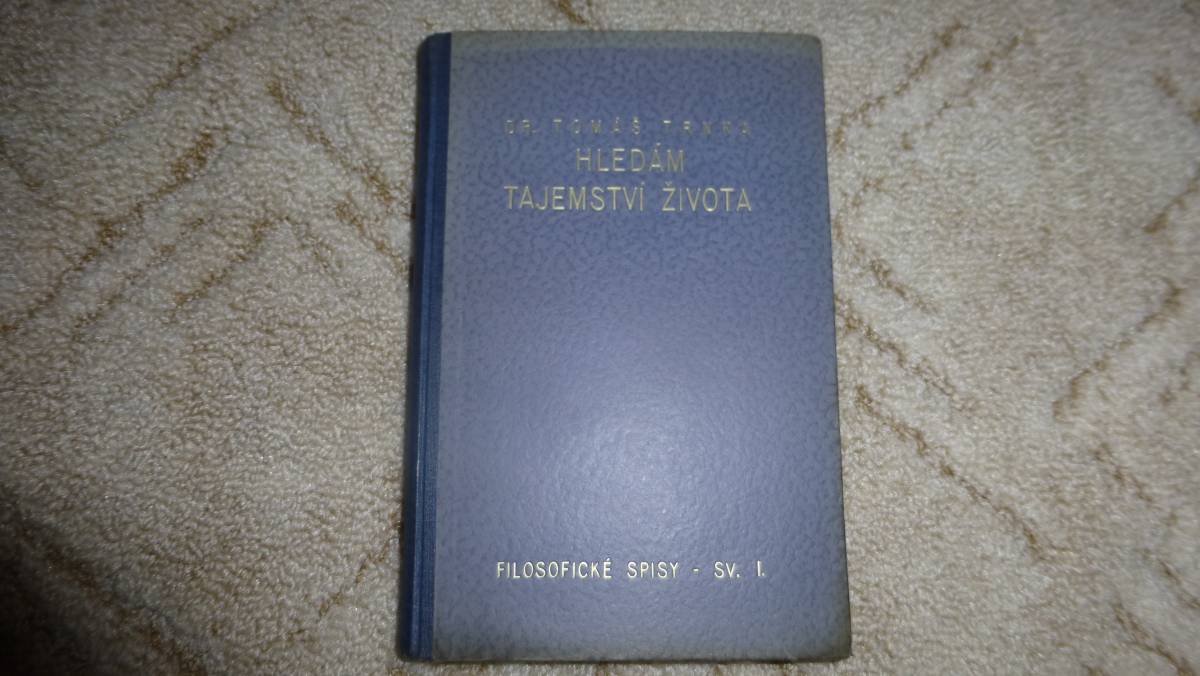 DR. TOMÁŠ TRNKA
HLEDÁM
TAJEMSTVÍ ŽIVOTA
FILOSOFICKÉ SPISY - SV. I.